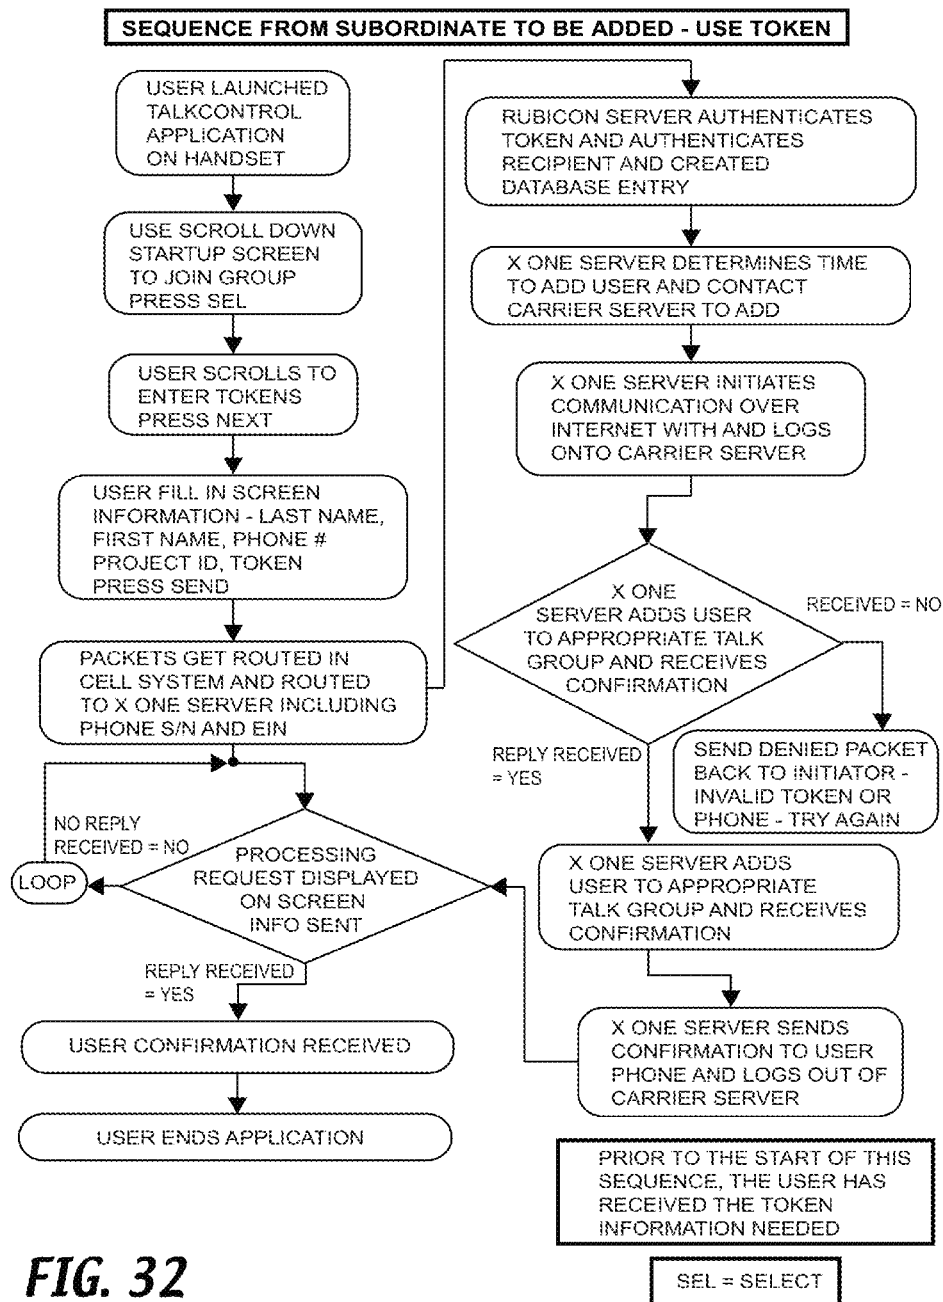 SEQUENCE FROM SUBORDINATE TO BE ADDED - USE TOKEN
USER LAUNCHED
TALKCONTROL
APPLICATION
ON HANDSET
USE SCROLL DOWN
STARTUP SCREEN
TO JOIN GROUP
PRESS SEL
USER SCROLLS TO
ENTER TOKENS
PRESS NEXT
USER FILL IN SCREEN
INFORMATION - LAST NAME,
FIRST NAME, PHONE #
PROJECT ID, TOKEN
PRESS SEND
PACKETS GET ROUTED IN
CELL SYSTEM AND ROUTED
TO X ONE SERVER INCLUDING
PHONE S/N AND EIN
NO REPLY
RECEIVED = NO
LOOP
PROCESSING
REQUEST DISPLAYED
ON SCREEN
INFO SENT
REPLY RECEIVED
= YES
USER CONFIRMATION RECEIVED
USER ENDS APPLICATION
RUBICON SERVER AUTHENTICATES
TOKEN AND AUTHENTICATES
RECIPIENT AND CREATED
DATABASE ENTRY
X ONE SERVER DETERMINES TIME
TO ADD USER AND CONTACT
CARRIER SERVER TO ADD
X ONE SERVER INITIATES
COMMUNICATION OVER
INTERNET WITH AND LOGS
ONTO CARRIER SERVER
X ONE
SERVER ADDS USER
TO APPROPRIATE TALK
GROUP AND RECEIVES
CONFIRMATION
RECEIVED = NO
REPLY RECEIVED
= YES
SEND DENIED PACKET
BACK TO INITIATOR -
INVALID TOKEN OR
PHONE - TRY AGAIN
X ONE SERVER ADDS
USER TO APPROPRIATE
TALK GROUP AND RECEIVES
CONFIRMATION
X ONE SERVER SENDS
CONFIRMATION TO USER
PHONE AND LOGS OUT OF
CARRIER SERVER
PRIOR TO THE START OF THIS
SEQUENCE, THE USER HAS
RECEIVED THE TOKEN
INFORMATION NEEDED
SEL = SELECT
FIG. 32